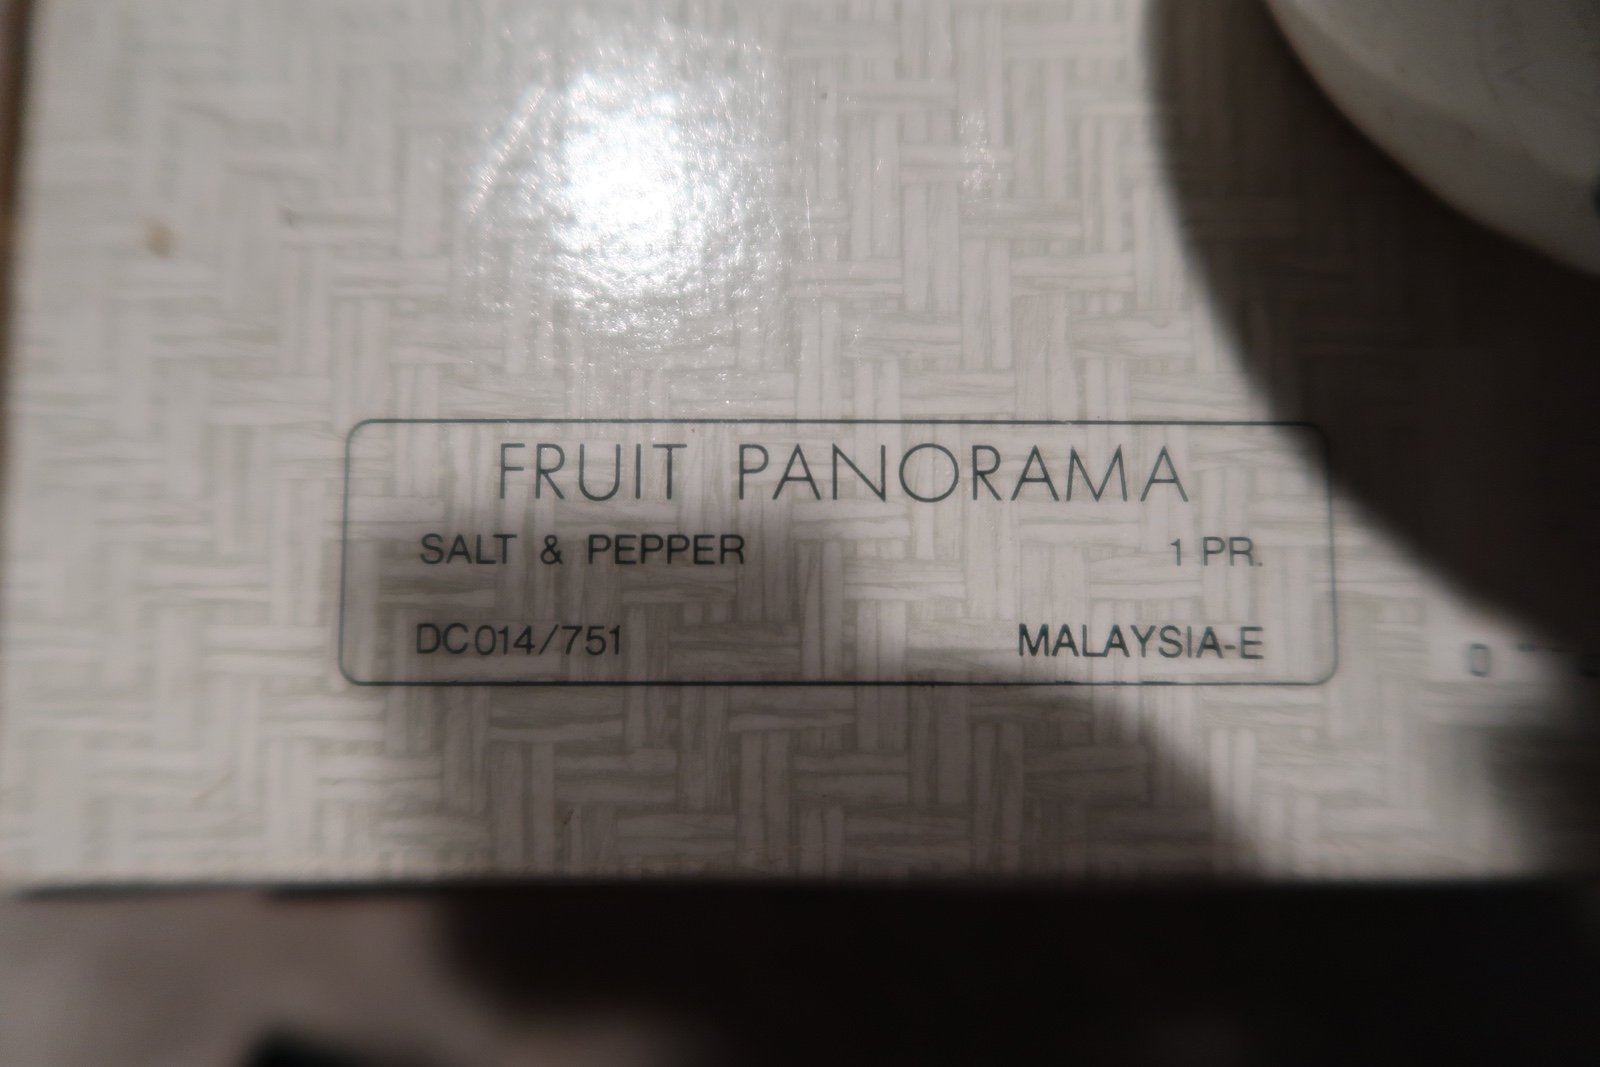 FRUIT PANORAMA
SALT & PEPPER 1 PR.
DC014/751 MALAYSIA-E